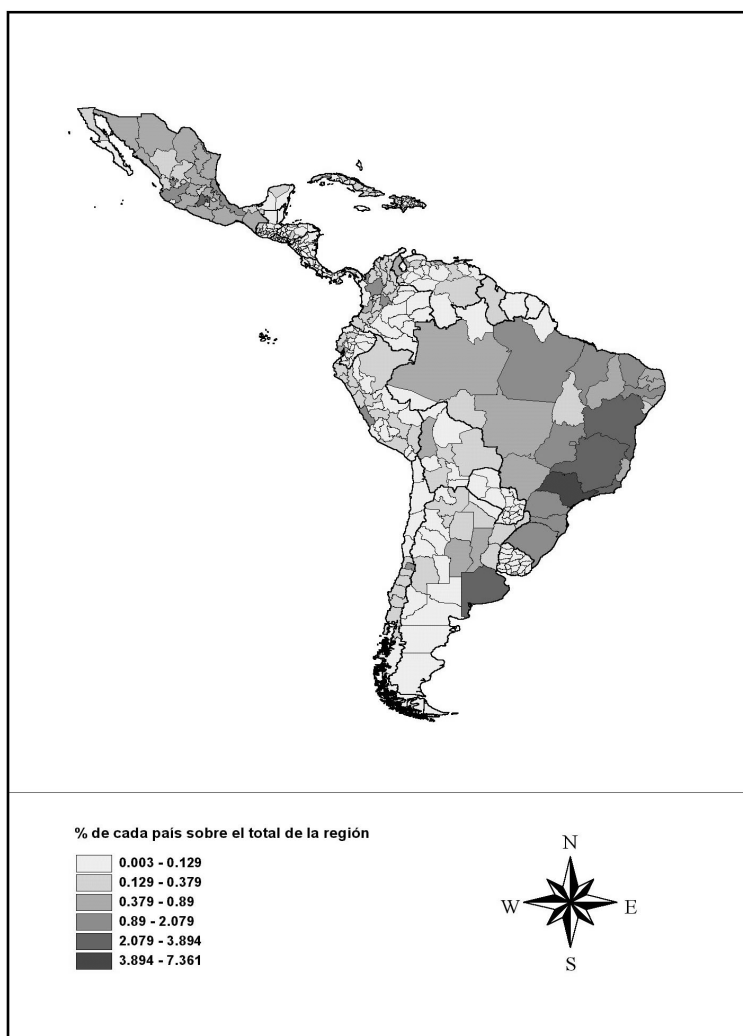 % de cada país sobre el total de la región
0.003 - 0.129
0.129 - 0.379
0.379 - 0.89
0.89 - 2.079
2.079 - 3.894
3.894 - 7.361
N
W
E
S